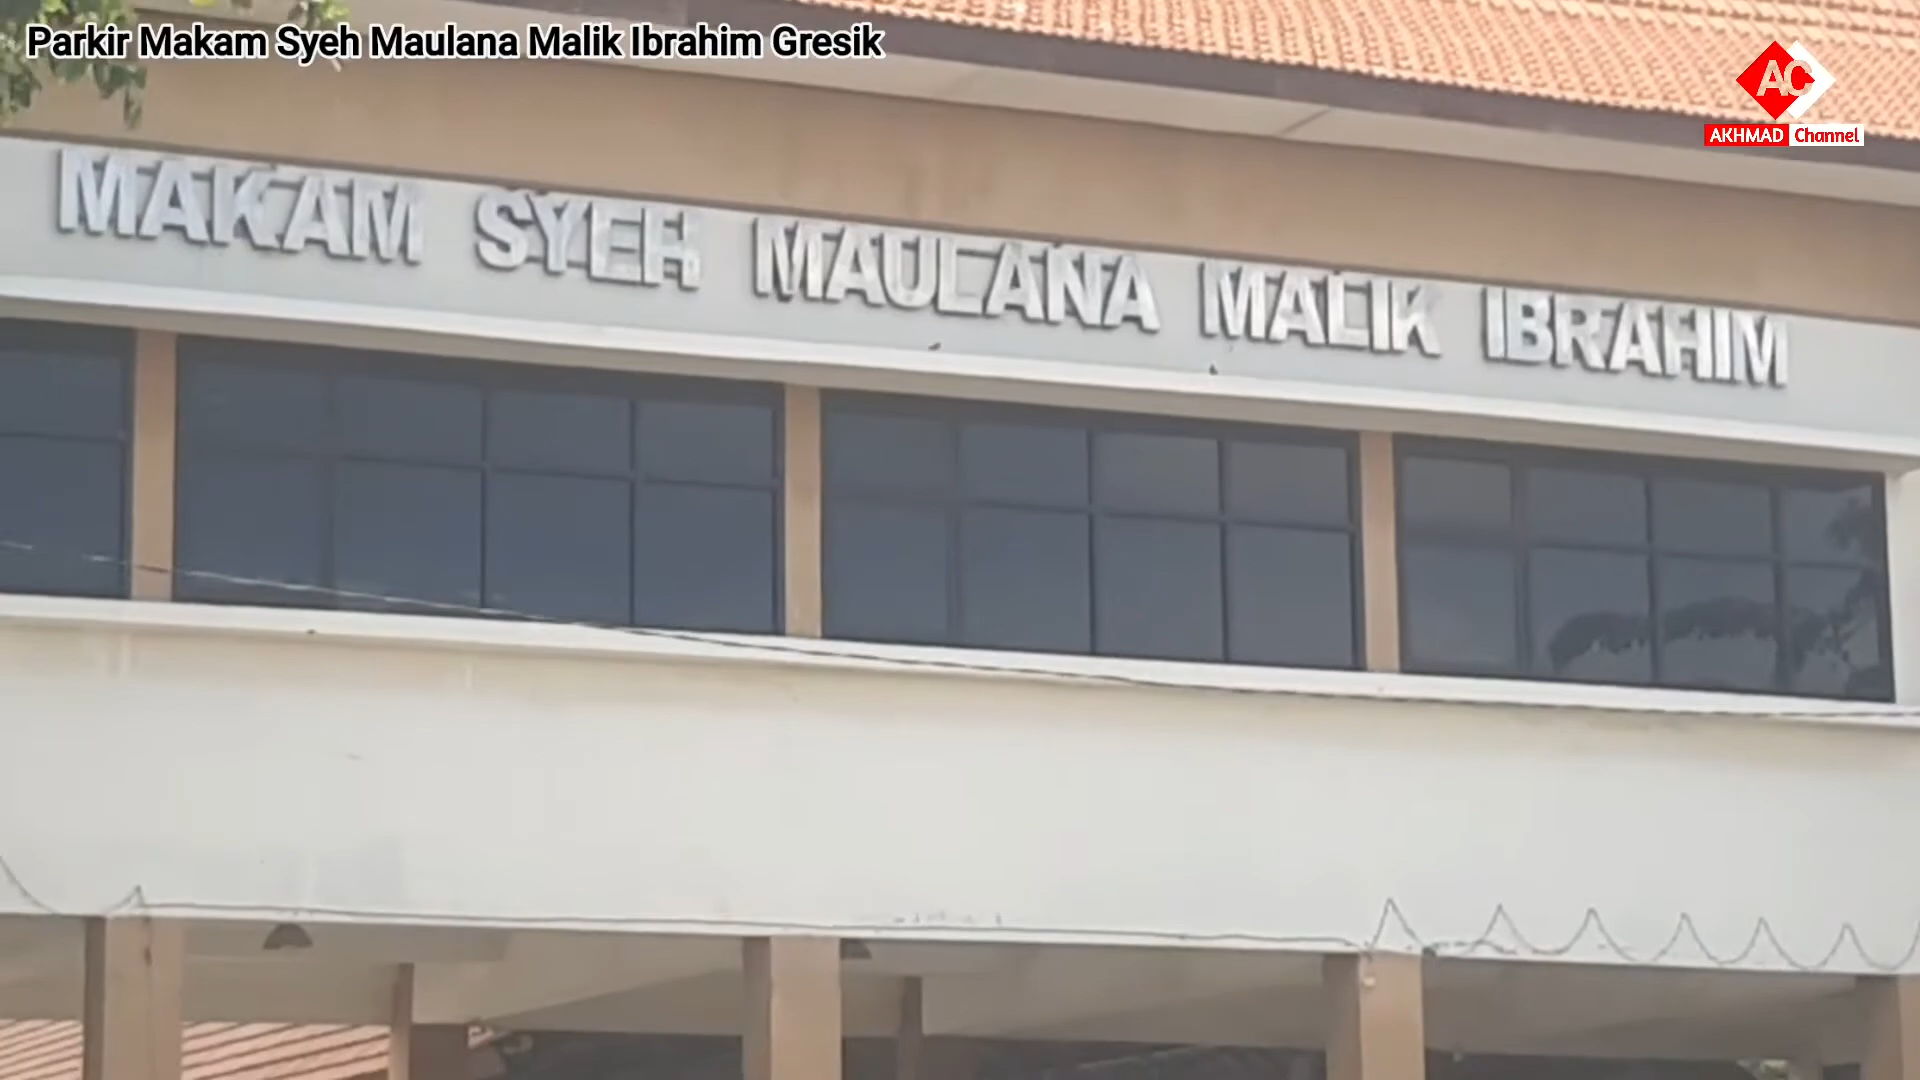 Parkir Makam Syeh Maulana Malik Ibrahim Gresik
AC
AKHMAD Channel
MAKAM SYEH MAULANA MALIK IBRAHIM